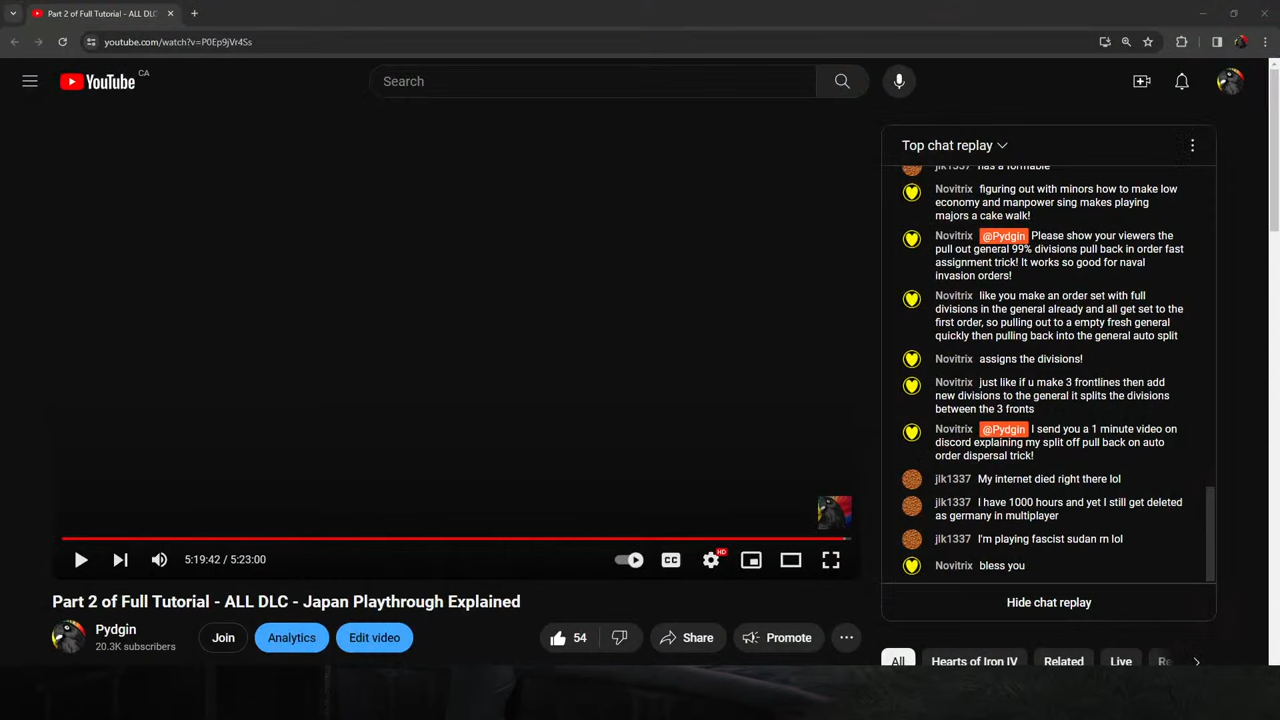 Part 2 of Full Tutorial - ALL DLC
youtube.com/watch?v=P0Ep9jVr4Ss
YouTube CA
Search
Top chat replay
jlk1337 has a formable
Novitrix figuring out with minors how to make low
economy and manpower sing makes playing
majors a cake walk!
Novitrix @Pydgin Please show your viewers the
pull out general 99% divisions pull back in order fast
assignment trick! It works so good for naval
invasion orders!
Novitrix like you make an order set with full
divisions in the general already and all get set to the
first order, so pulling out to a empty fresh general
quickly then pulling back into the general auto split
Novitrix assigns the divisions!
Novitrix just like if u make 3 frontlines then add
new divisions to the general it splits the divisions
between the 3 fronts
Novitrix @Pydgin I send you a 1 minute video on
discord explaining my split off pull back on auto
order dispersal trick!
jlk1337 My internet died right there lol
jlk1337 I have 1000 hours and yet I still get deleted
as germany in multiplayer
jlk1337 I'm playing fascist sudan rn lol
Novitrix bless you
Hide chat replay
5:19:42 / 5:23:00
CC
HD
Part 2 of Full Tutorial - ALL DLC - Japan Playthrough Explained
Pydgin
20.3K subscribers
Join
Analytics
Edit video
54
Share
Promote
All
Hearts of Iron IV
Related
Live
Re